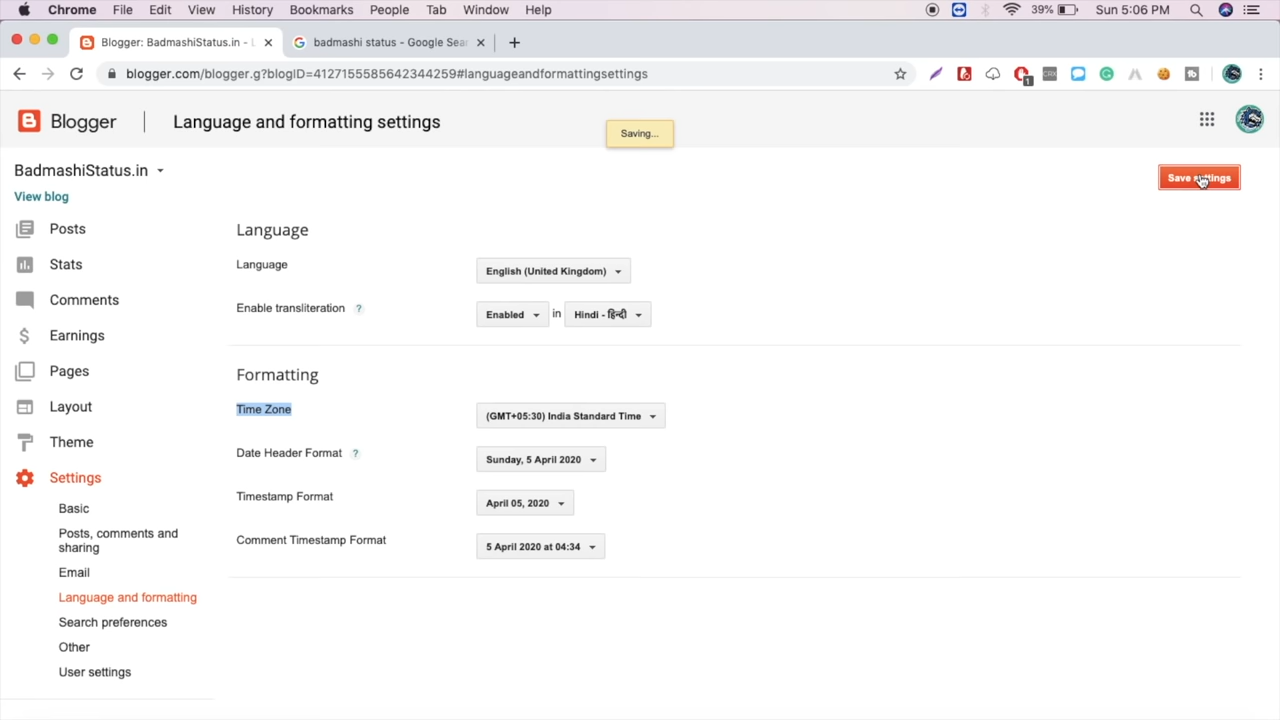 Chrome File Edit View History Bookmarks People Tab Window Help 39% Sun 5:06 PM
Blogger: BadmashiStatus.in - L badmashi status - Google Sear
blogger.com/blogger.g?blogID=4127155585642344259#languageandformattingsettings
Blogger Language and formatting settings
Saving...
BadmashiStatus.in
Save settings
View blog
Posts
Stats
Comments
Earnings
Pages
Layout
Theme
Settings
Basic
Posts, comments and
sharing
Email
Language and formatting
Search preferences
Other
User settings
Language
Language English (United Kingdom)
Enable transliteration ? Enabled in Hindi - हिन्दी
Formatting
Time Zone (GMT+05:30) India Standard Time
Date Header Format ? Sunday, 5 April 2020
Timestamp Format April 05, 2020
Comment Timestamp Format 5 April 2020 at 04:34